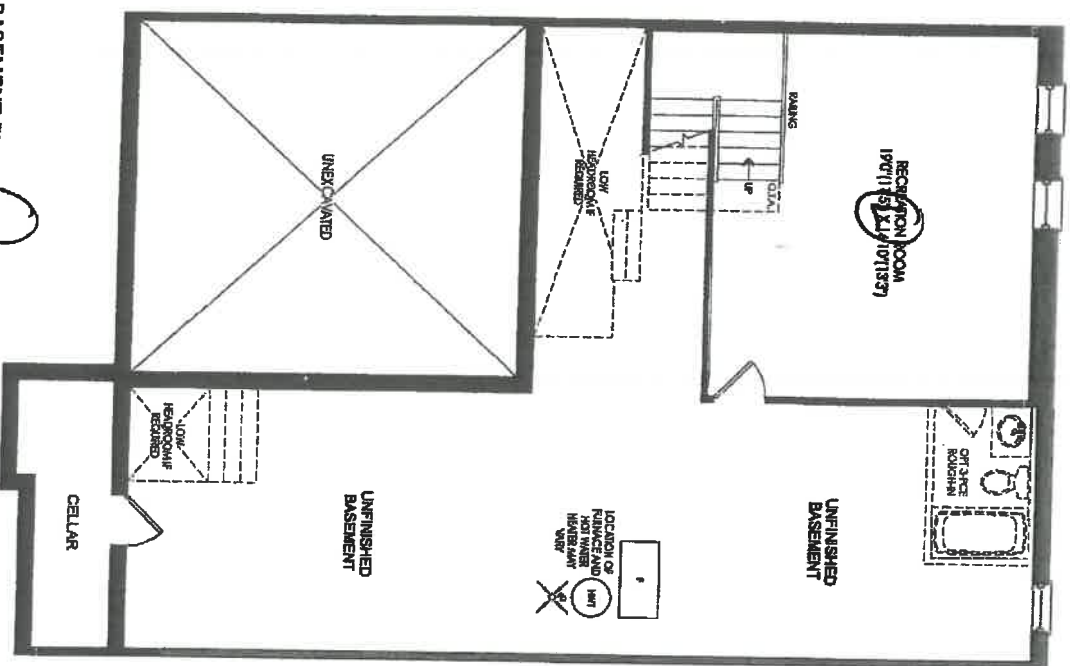 RAILING
UP
RECREATION ROOM
UNEXCAVATED
LOW
HEADROOM IF
REQUIRED
LOW
HEADROOM IF
REQUIRED
OPT. 3-PCE
ROUGH-IN
UNFINISHED
BASEMENT
LOCATION OF
FURNACE AND
HOT WATER
HEATER MAY
VARY
F
HWT
UNFINISHED
BASEMENT
CELLAR